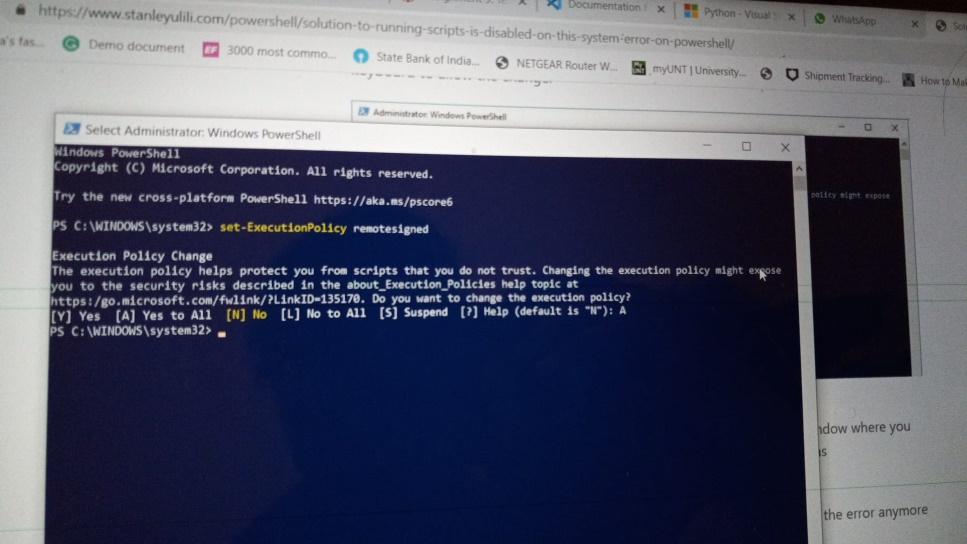 https://www.stanleyulili.com/powershell/solution-to-running-scripts-is-disabled-on-this-system-error-on-powershell/
Documentation
Python - Visual
WhatsApp
a's fas...
Demo document
EF
3000 most commo...
State Bank of India...
NETGEAR Router W...
myUNT | University...
Shipment Tracking...
How to Mak
Administrator: Windows PowerShell
Select Administrator: Windows PowerShell
Windows PowerShell
Copyright (C) Microsoft Corporation. All rights reserved.
Try the new cross-platform PowerShell https://aka.ms/pscore6
PS C:\WINDOWS\system32> set-ExecutionPolicy remotesigned
Execution Policy Change
The execution policy helps protect you from scripts that you do not trust. Changing the execution policy might expose
you to the security risks described in the about_Execution_Policies help topic at
https:/go.microsoft.com/fwlink/?LinkID=135170. Do you want to change the execution policy?
[Y] Yes [A] Yes to All [N] No [L] No to All [S] Suspend [?] Help (default is "N"): A
PS C:\WINDOWS\system32>
policy might expose
ndow where you
the error anymore